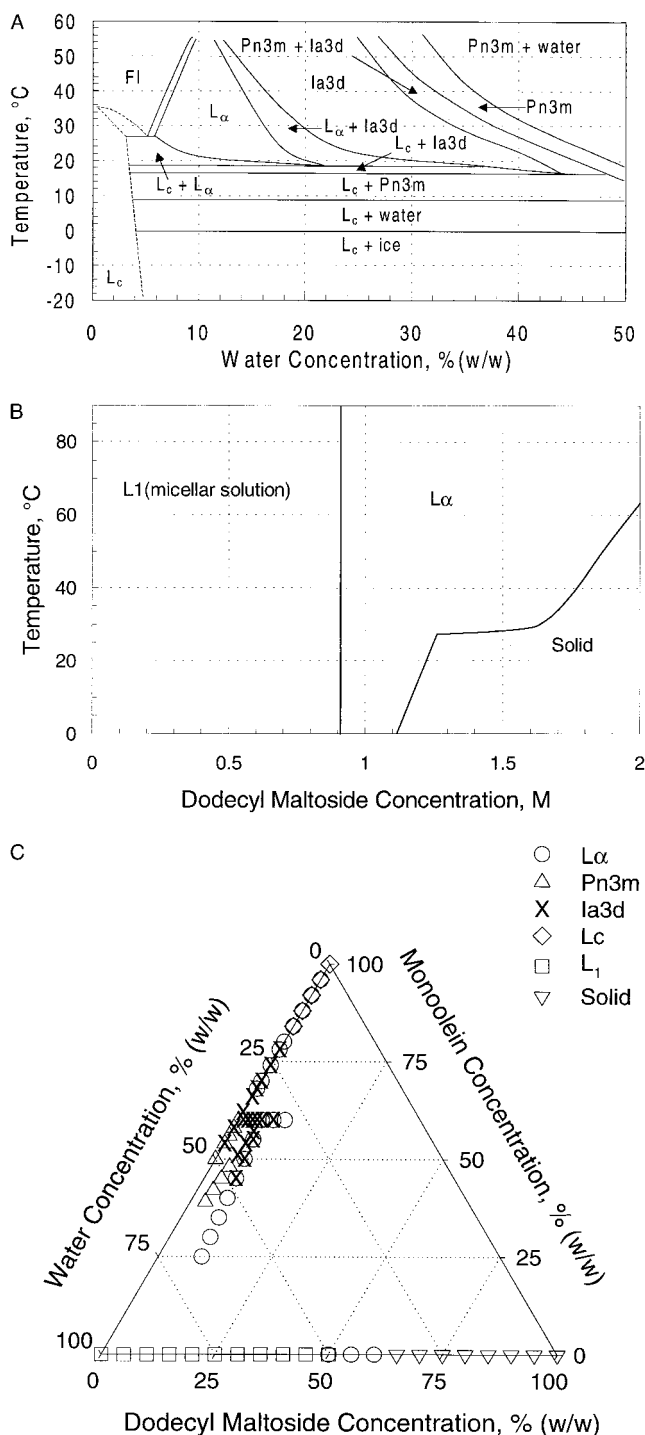 A
Temperature, °C
60
50
40
30
20
10
0
-10
-20
FI
Lα
Pn3m + Ia3d
Ia3d
Pn3m + water
Pn3m
Lα + Ia3d
Lc + Ia3d
Lc + Lα
Lc + Pn3m
Lc + water
Lc + ice
Lc
0 10 20 30 40 50
Water Concentration, % (w/w)
B
Temperature, °C
80
60
40
20
0
L1(micellar solution)
Lα
Solid
0 0.5 1 1.5 2
Dodecyl Maltoside Concentration, M
C
Lα
Pn3m
Ia3d
Lc
L1
Solid
Water Concentration, % (w/w)
0
25
50
75
100
Monoolein Concentration, % (w/w)
100
75
50
25
0
0 25 50 75 100
Dodecyl Maltoside Concentration, % (w/w)